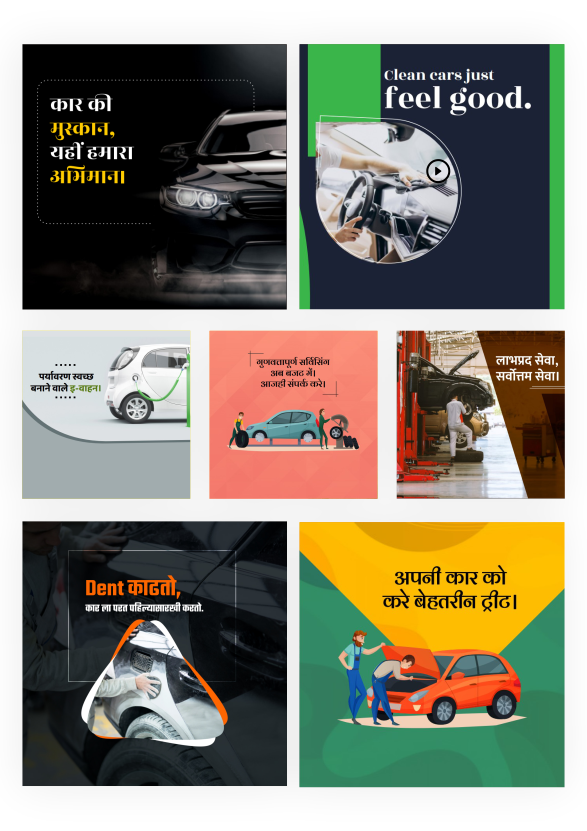 कार की
मुस्कान,
यहीं हमारा
अभिमान।
Clean cars just
feel good.
पर्यावरण स्वच्छ
बनाने वाले इ-वाहन।
गुणवत्तापूर्ण सर्विसिंग
अब बजट में।
आजही संपर्क करे।
लाभप्रद सेवा,
सर्वोत्तम सेवा।
Dent काढतो,
कार ला परत पहिल्यासारखी करतो.
अपनी कार को
करे बेहतरीन ट्रीट।